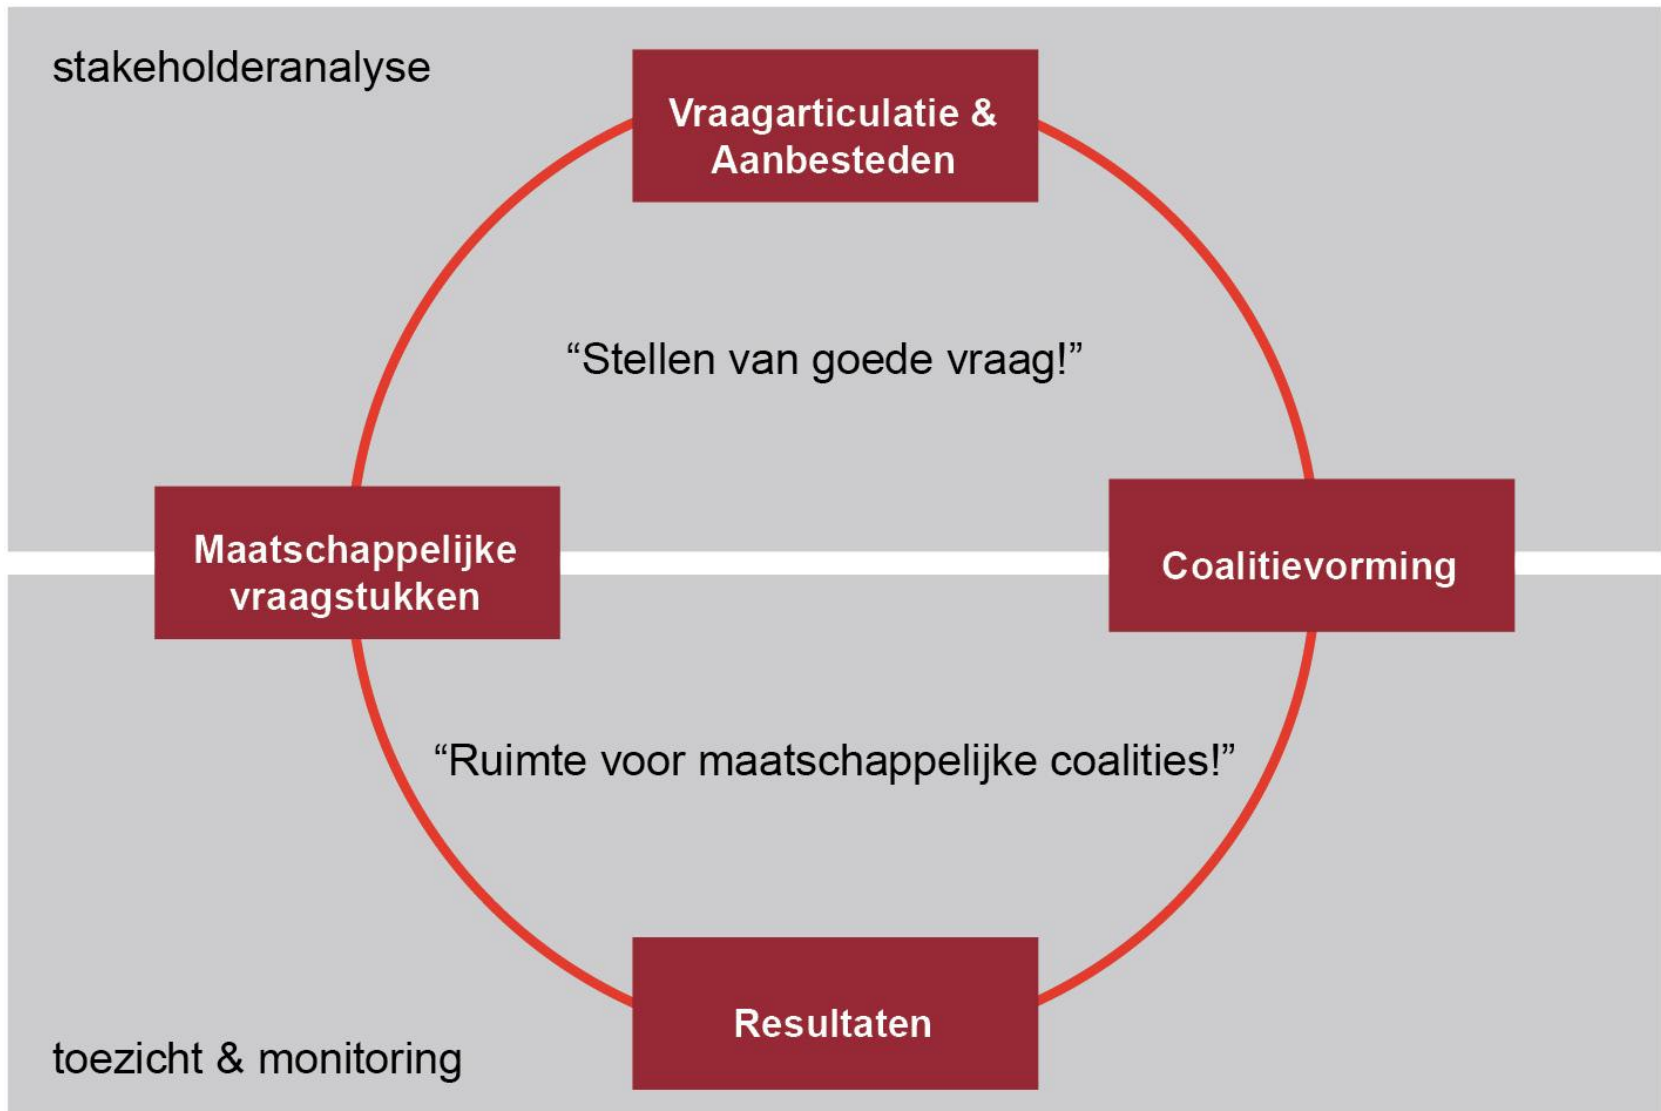 stakeholderanalyse
Vraagarticulatie &
Aanbesteden
“Stellen van goede vraag!”
Maatschappelijke
vraagstukken
Coalitievorming
“Ruimte voor maatschappelijke coalities!”
Resultaten
toezicht & monitoring